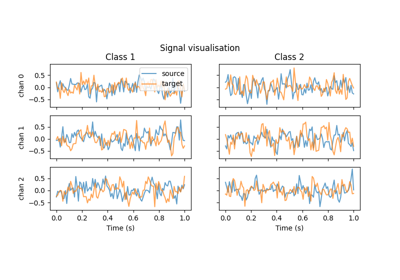 Signal visualisation
Class 1
Class 2
source
target
chan 0
0.5
0.0
−0.5
chan 1
0.5
0.0
−0.5
chan 2
0.5
0.0
−0.5
0.0 0.2 0.4 0.6 0.8 1.0
0.0 0.2 0.4 0.6 0.8 1.0
Time (s)
Time (s)